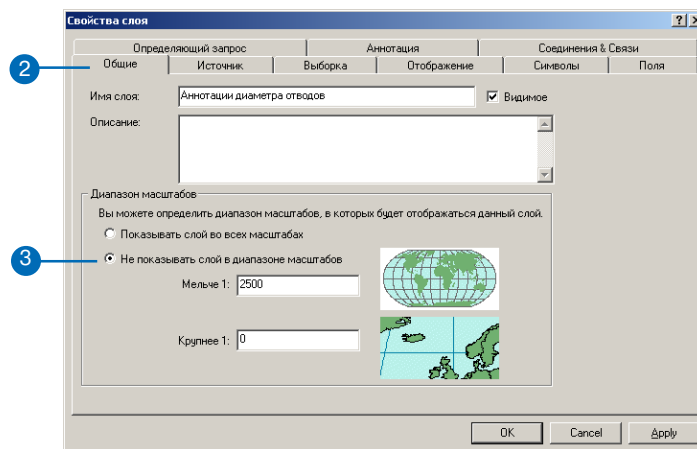 Свойства слоя
Определяющий запрос Аннотация Соединения & Связи
2 Общие Источник Выборка Отображение Символы Поля
Имя слоя: Аннотации диаметра отводов Видимое
Описание:
Диапазон масштабов
Вы можете определить диапазон масштабов, в которых будет отображаться данный слой.
Показывать слой во всех масштабах
3 Не показывать слой в диапазоне масштабов
Мельче 1: 2500
Крупнее 1: 0
OK Cancel Apply